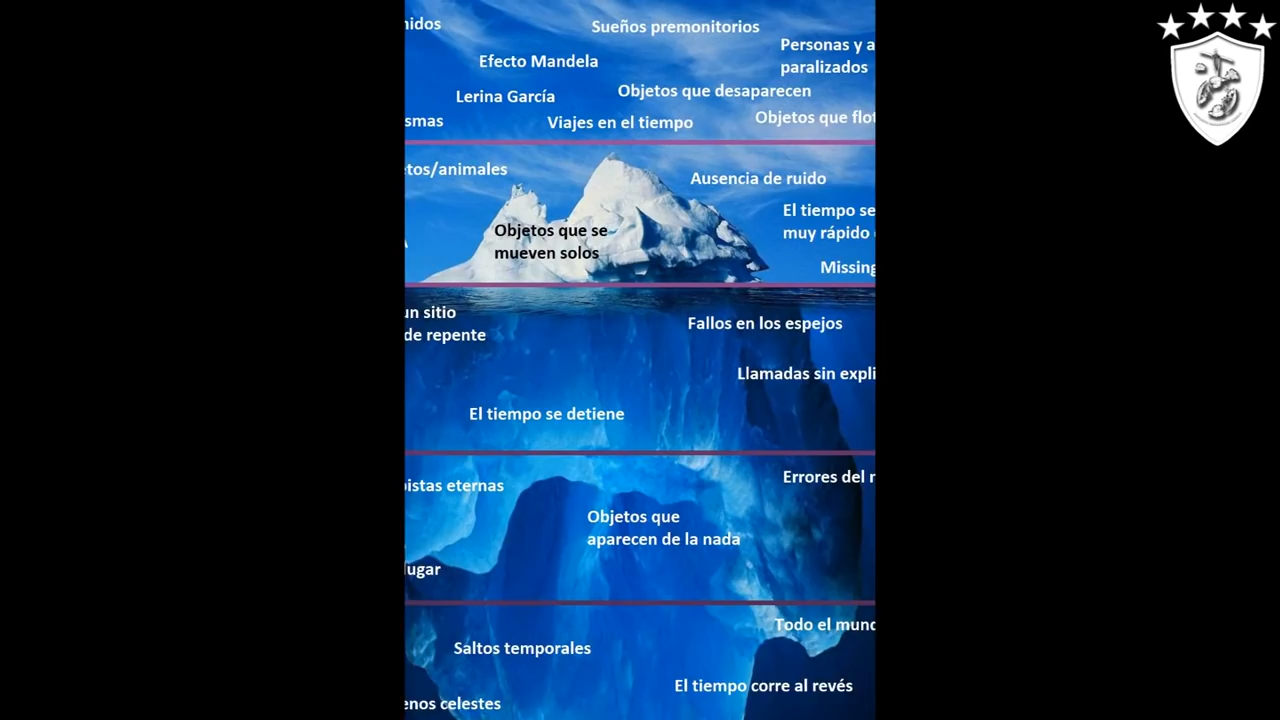 nidos
Sueños premonitorios
Personas y a
paralizados
Efecto Mandela
Objetos que desaparecen
Lerina García
smas
Viajes en el tiempo
Objetos que flot
etos/animales
Ausencia de ruido
Objetos que se
mueven solos
El tiempo se
muy rápido
Missing
un sitio
de repente
Fallos en los espejos
Llamadas sin expli
El tiempo se detiene
pistas eternas
Errores del r
Objetos que
aparecen de la nada
lugar
Todo el mund
Saltos temporales
El tiempo corre al revés
enos celestes